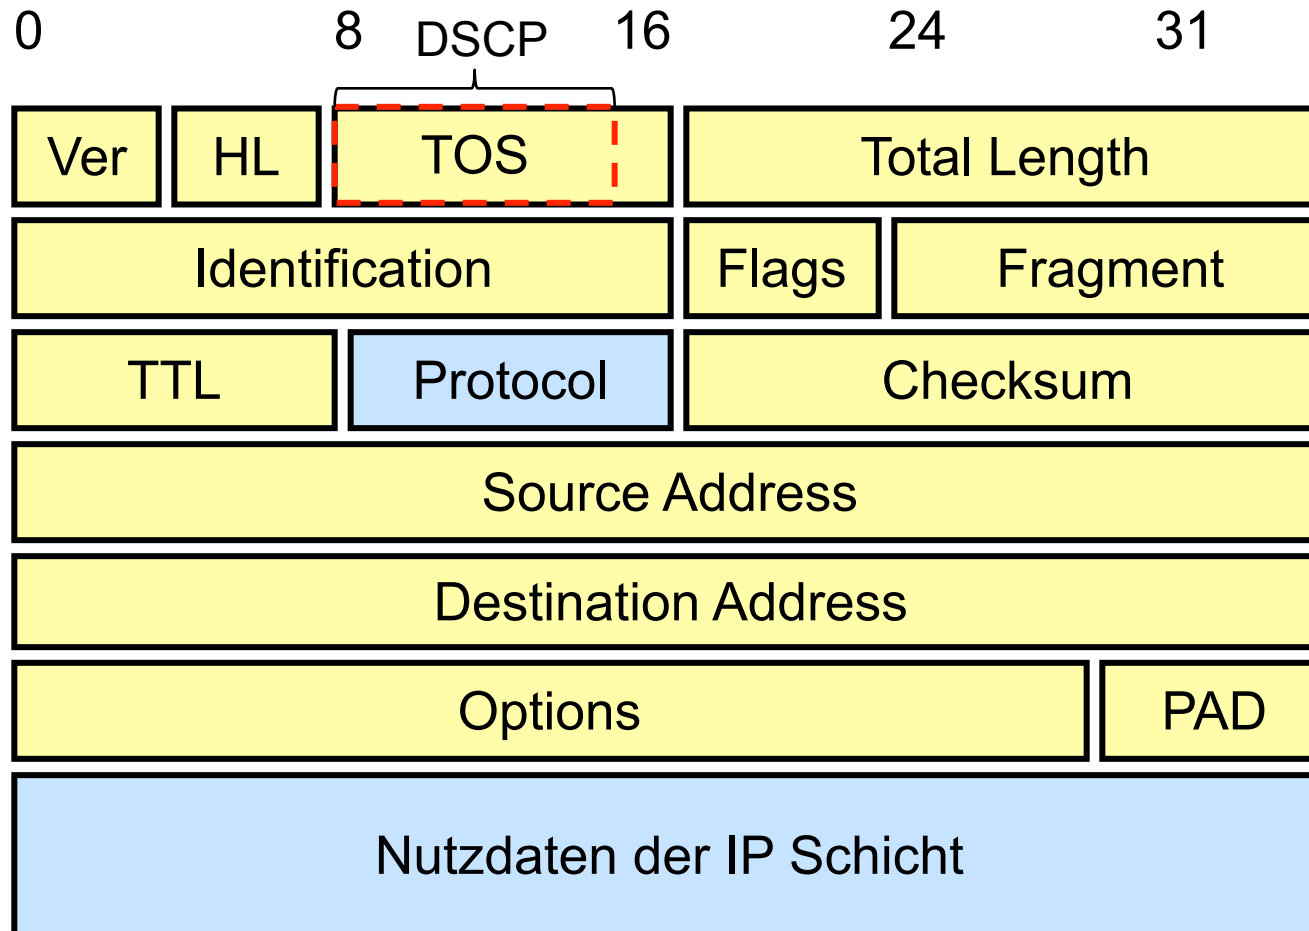 0 8 DSCP 16 24 31
Ver HL TOS Total Length
Identification Flags Fragment
TTL Protocol Checksum
Source Address
Destination Address
Options PAD
Nutzdaten der IP Schicht